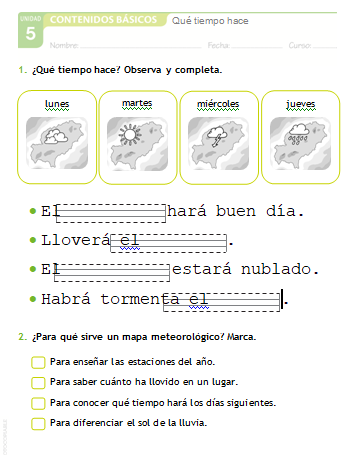 UNIDAD
5
CONTENIDOS BÁSICOS
Qué tiempo hace
Nombre Fecha Curso
1. ¿Qué tiempo hace? Observa y completa.
lunes martes miércoles jueves
El hará buen día.
Lloverá el .
El estará nublado.
Habrá tormenta el .
2. ¿Para qué sirve un mapa meteorológico? Marca.
Para enseñar las estaciones del año.
Para saber cuánto ha llovido en un lugar.
Para conocer qué tiempo hará los días siguientes.
Para diferenciar el sol de la lluvia.